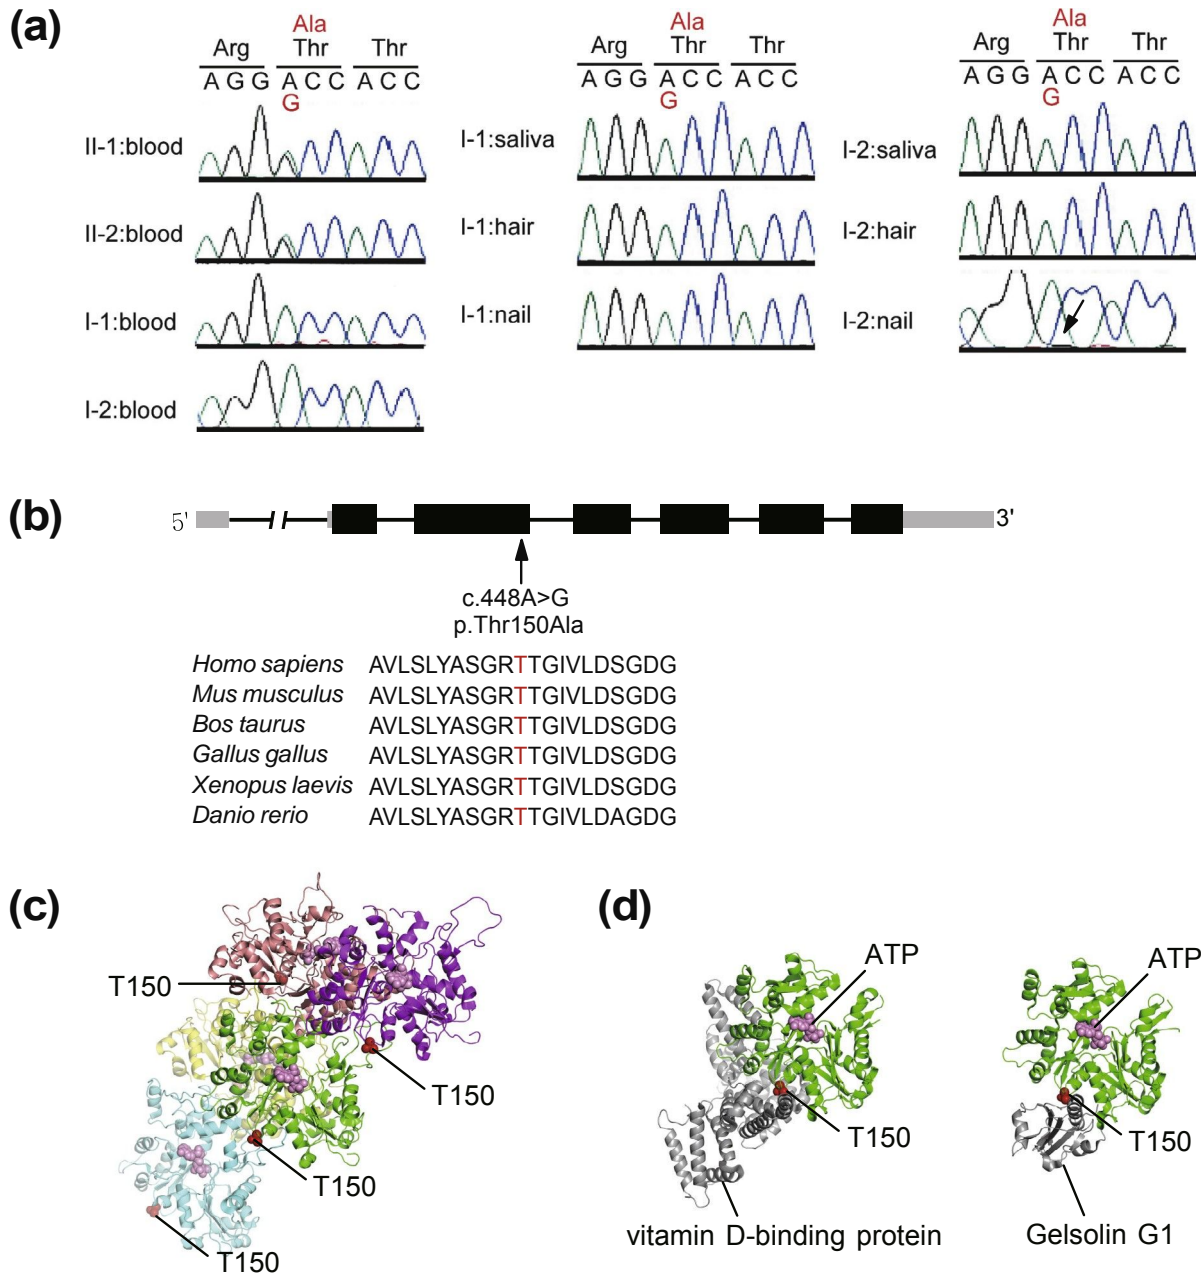 (a)
Ala
Arg Thr Thr
A G G A C C A C C
G
II-1:blood
II-2:blood
I-1:blood
I-2:blood
Ala
Arg Thr Thr
A G G A C C A C C
G
I-1:saliva
I-1:hair
I-1:nail
Ala
Arg Thr Thr
A G G A C C A C C
G
I-2:saliva
I-2:hair
I-2:nail
(b)
5' 3'
c.448A>G
p.Thr150Ala
Homo sapiens AVLSLYASGRTTGIVLDSGDG
Mus musculus AVLSLYASGRTTGIVLDSGDG
Bos taurus AVLSLYASGRTTGIVLDSGDG
Gallus gallus AVLSLYASGRTTGIVLDSGDG
Xenopus laevis AVLSLYASGRTTGIVLDSGDG
Danio rerio AVLSLYASGRTTGIVLDAGDG
(c)
T150
T150
T150
T150
(d)
ATP
T150
vitamin D-binding protein
ATP
T150
Gelsolin G1